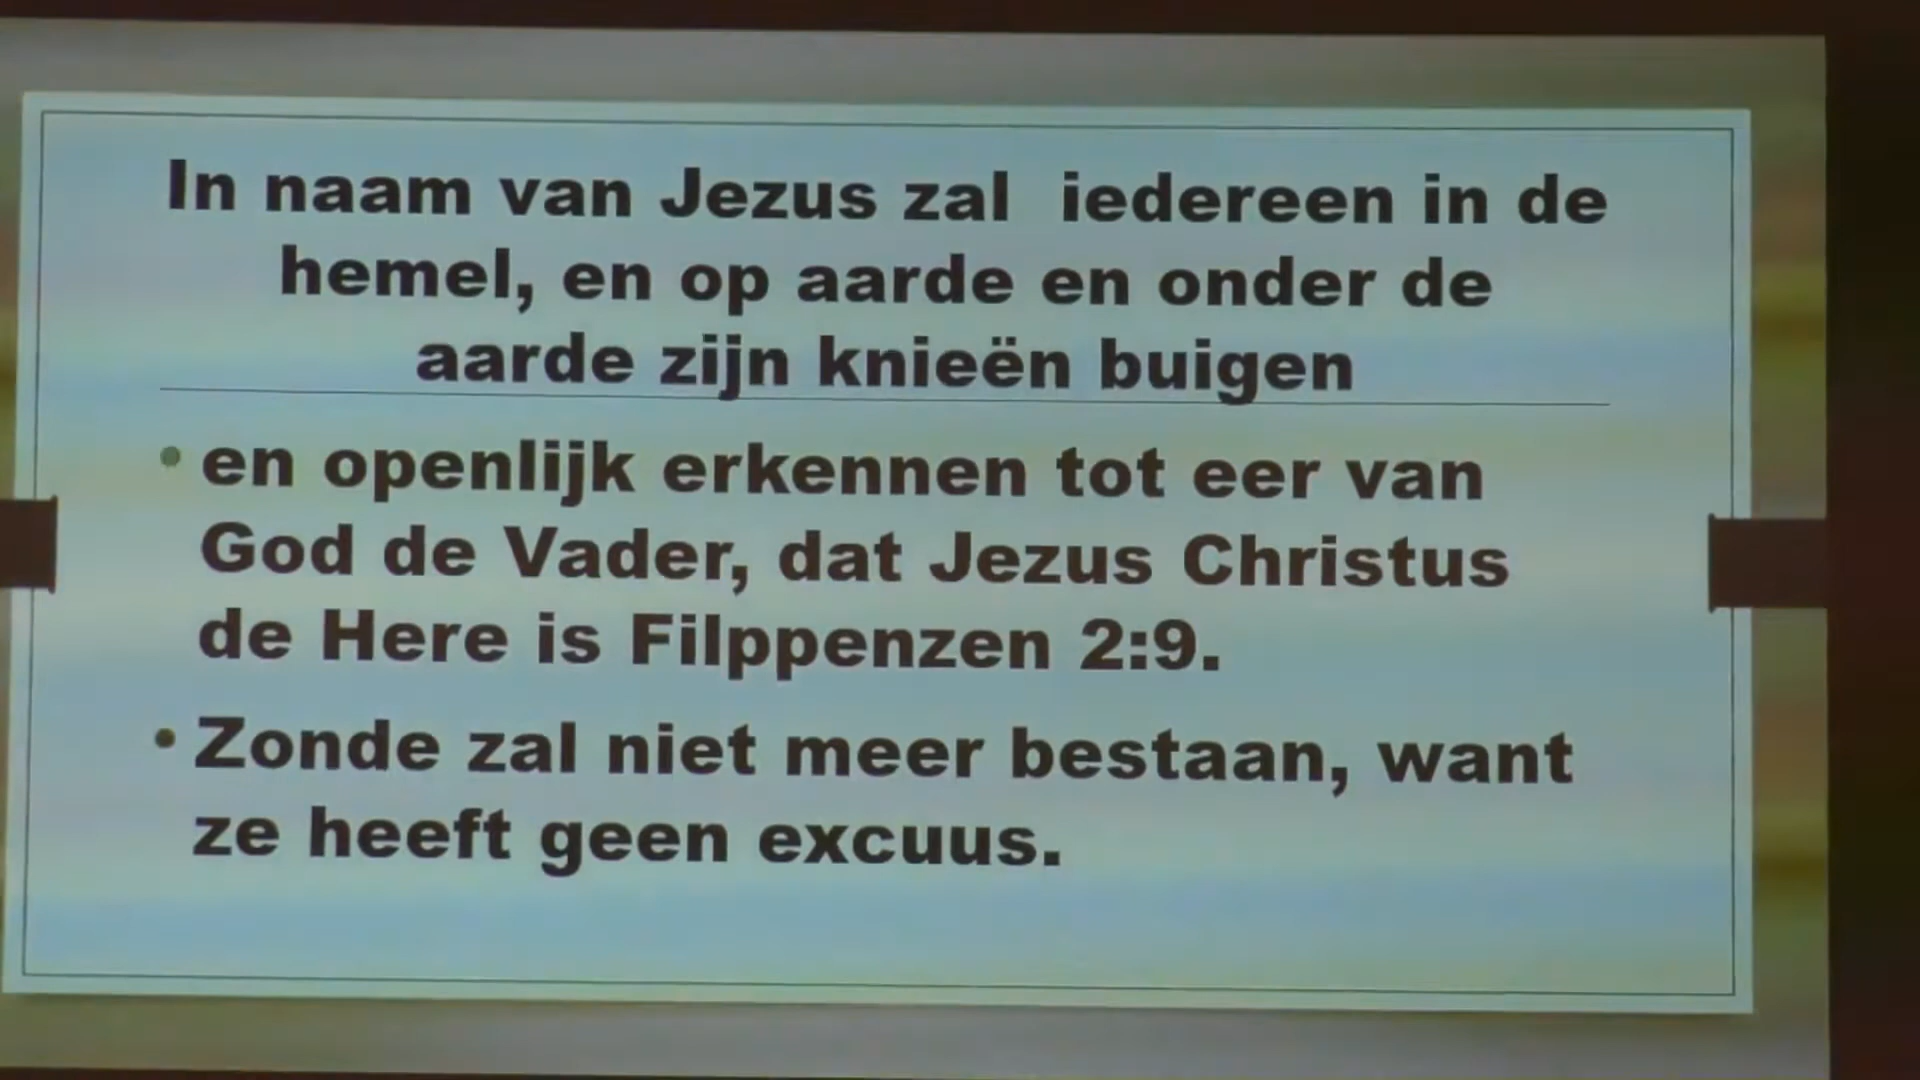 In naam van Jezus zal  iedereen in de
hemel, en op aarde en onder de
aarde zijn knieën buigen
• en openlijk erkennen tot eer van
God de Vader, dat Jezus Christus
de Here is Filppenzen 2:9.
• Zonde zal niet meer bestaan, want
ze heeft geen excuus.